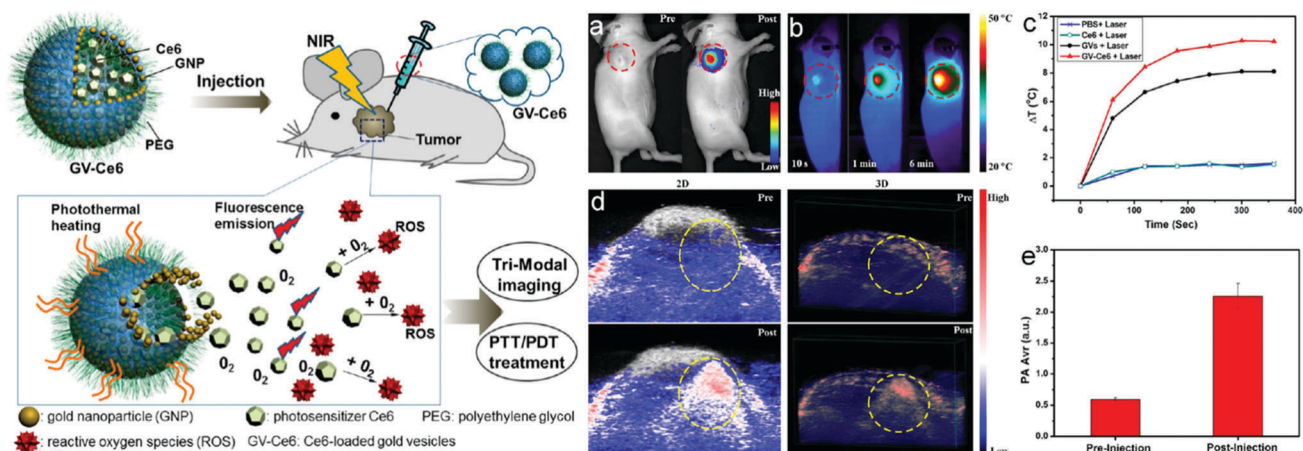 Ce6
GNP
PEG
GV-Ce6
Injection
NIR
GV-Ce6
Tumor
Photothermal
heating
Fluorescence
emission
O₂
O₂
O₂
O₂
O₂
+ O₂
+ O₂
+ O₂
ROS
ROS
Tri-Modal
imaging
PTT/PDT
treatment
: gold nanoparticle (GNP)
: photosensitizer Ce6
PEG: polyethylene glycol
: reactive oxygen species (ROS)
GV-Ce6: Ce6-loaded gold vesicles
a
Pre
Post
High
Low
b
10 s
1 min
6 min
50 °C
20 °C
c
PBS+ Laser
Ce6 + Laser
GVs + Laser
GV-Ce6 + Laser
ΔT (°C)
12
10
8
6
4
2
0
0
100
200
300
400
Time (Sec)
d
2D
3D
Pre
Pre
Post
Post
High
Low
e
PA Avr (a.u.)
3.0
2.5
2.0
1.5
1.0
0.5
0.0
Pre-Injection
Post-Injection